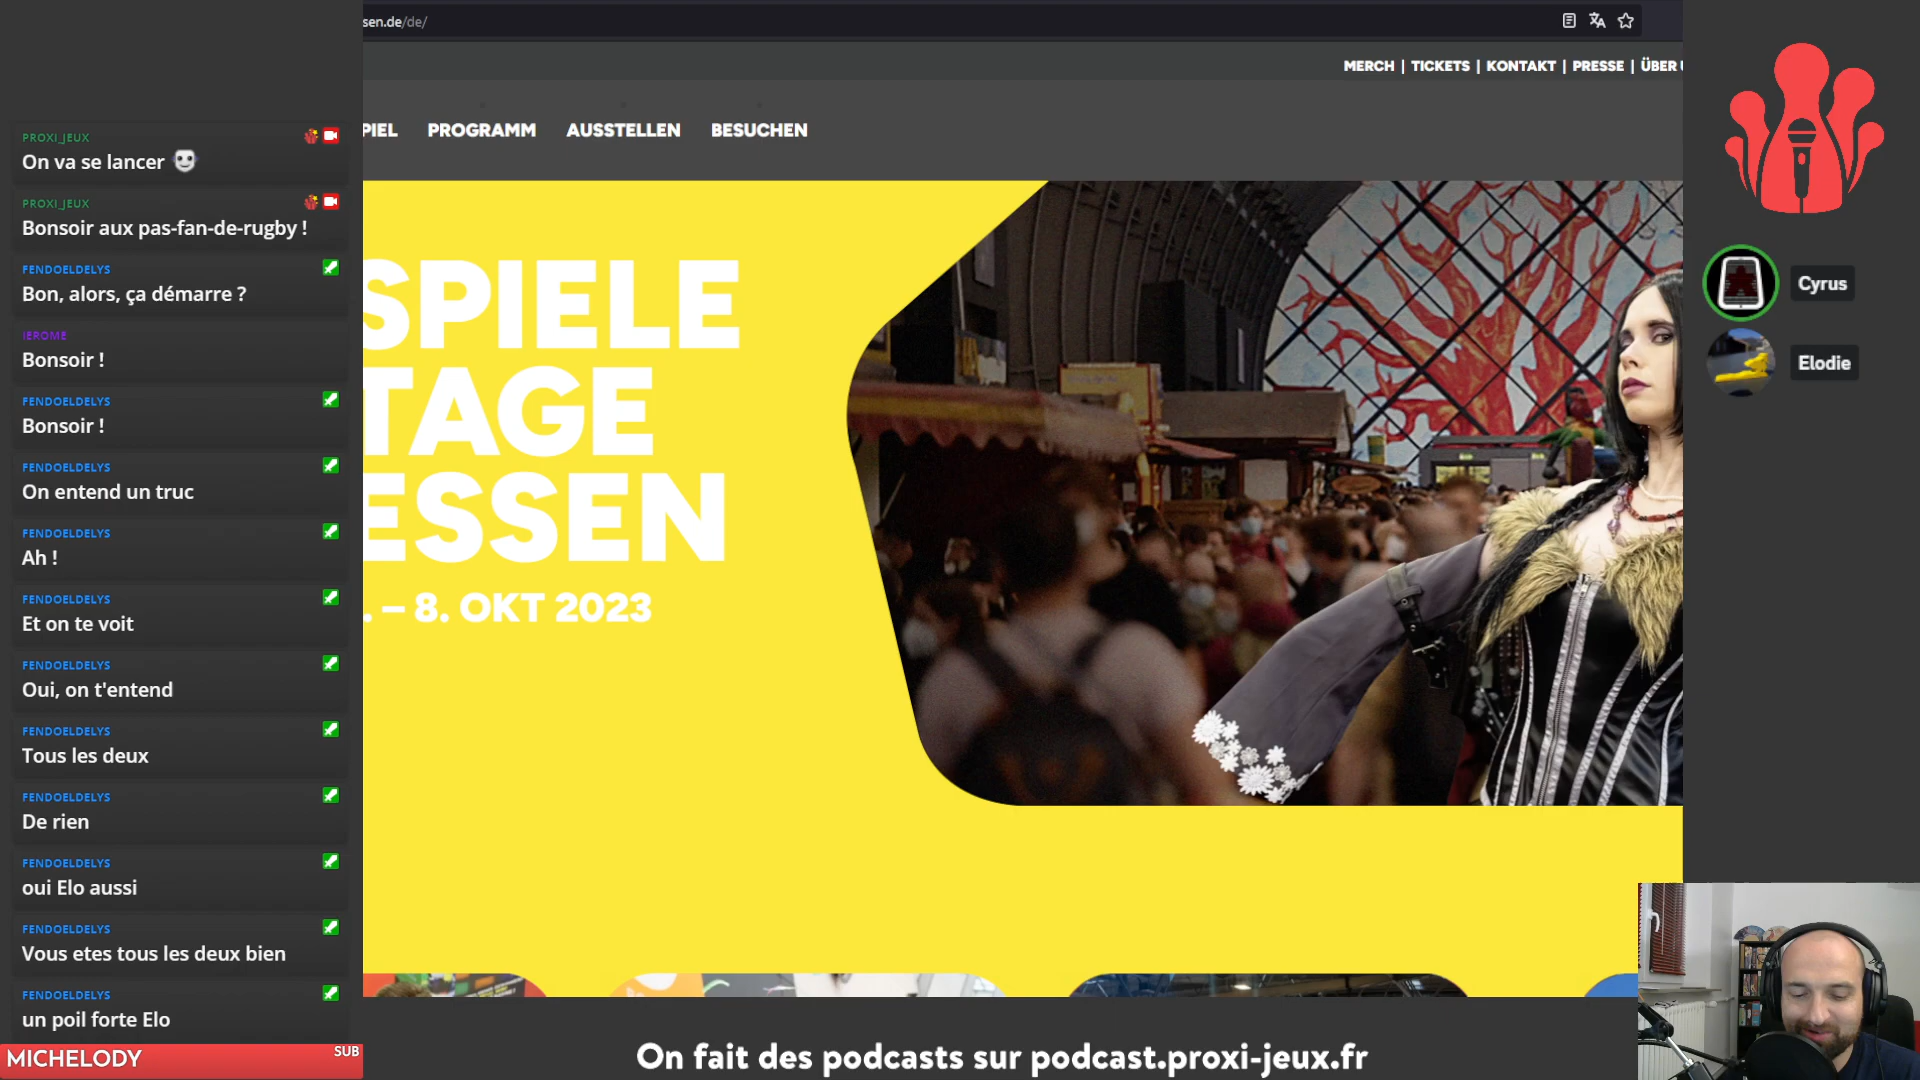 sen.de/de/
MERCH | TICKETS | KONTAKT | PRESSE | ÜBER
PIEL PROGRAMM AUSSTELLEN BESUCHEN
SPIELE
TAGE
ESSEN
. – 8. OKT 2023
PROXI_JEUX
On va se lancer
PROXI_JEUX
Bonsoir aux pas-fan-de-rugby !
FENDOELDELYS
Bon, alors, ça démarre ?
IEROME
Bonsoir !
FENDOELDELYS
Bonsoir !
FENDOELDELYS
On entend un truc
FENDOELDELYS
Ah !
FENDOELDELYS
Et on te voit
FENDOELDELYS
Oui, on t'entend
FENDOELDELYS
Tous les deux
FENDOELDELYS
De rien
FENDOELDELYS
oui Elo aussi
FENDOELDELYS
Vous etes tous les deux bien
FENDOELDELYS
un poil forte Elo
MICHELODY SUB
Cyrus
Elodie
On fait des podcasts sur podcast.proxi-jeux.fr